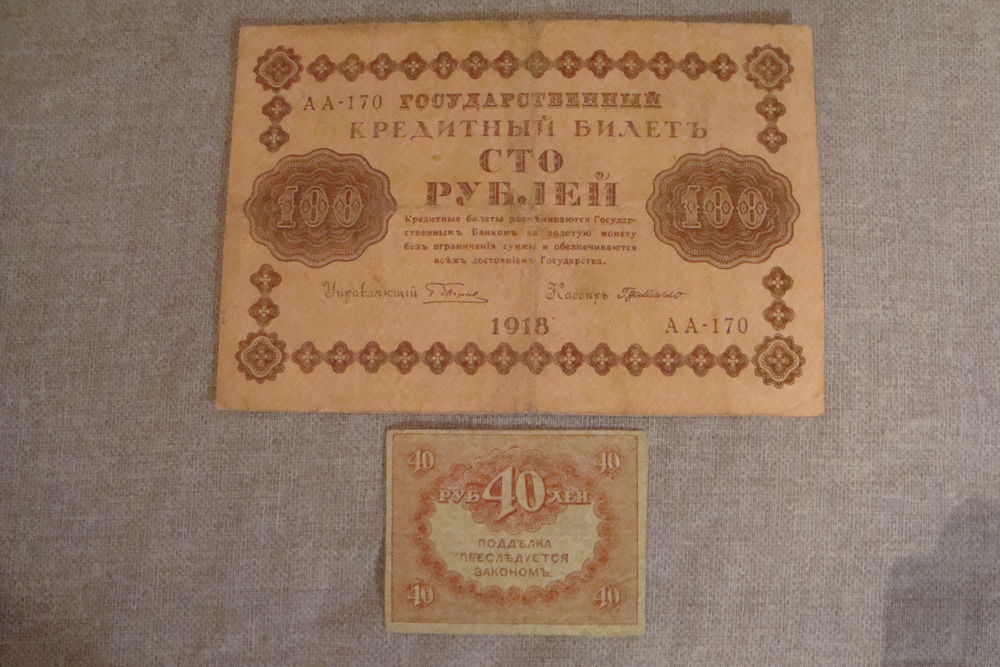 АА-170 ГОСУДАРСТВЕННЫЙ
КРЕДИТНЫЙ БИЛЕТЪ
СТО
РУБЛЕЙ
100 100
Кредитные билеты размѣниваются Государ-
ственнымъ Банкомъ на золотую монету
безъ ограниченія суммы и обезпечиваются
всѣмъ достояніемъ Государства.
Управляющій Кассиръ
1918 АА-170
40 40
РУБ 40 ЛЕЙ
ПОДДѢЛКА
ПРЕСЛѢДУЕТСЯ
ЗАКОНОМЪ.
40 40